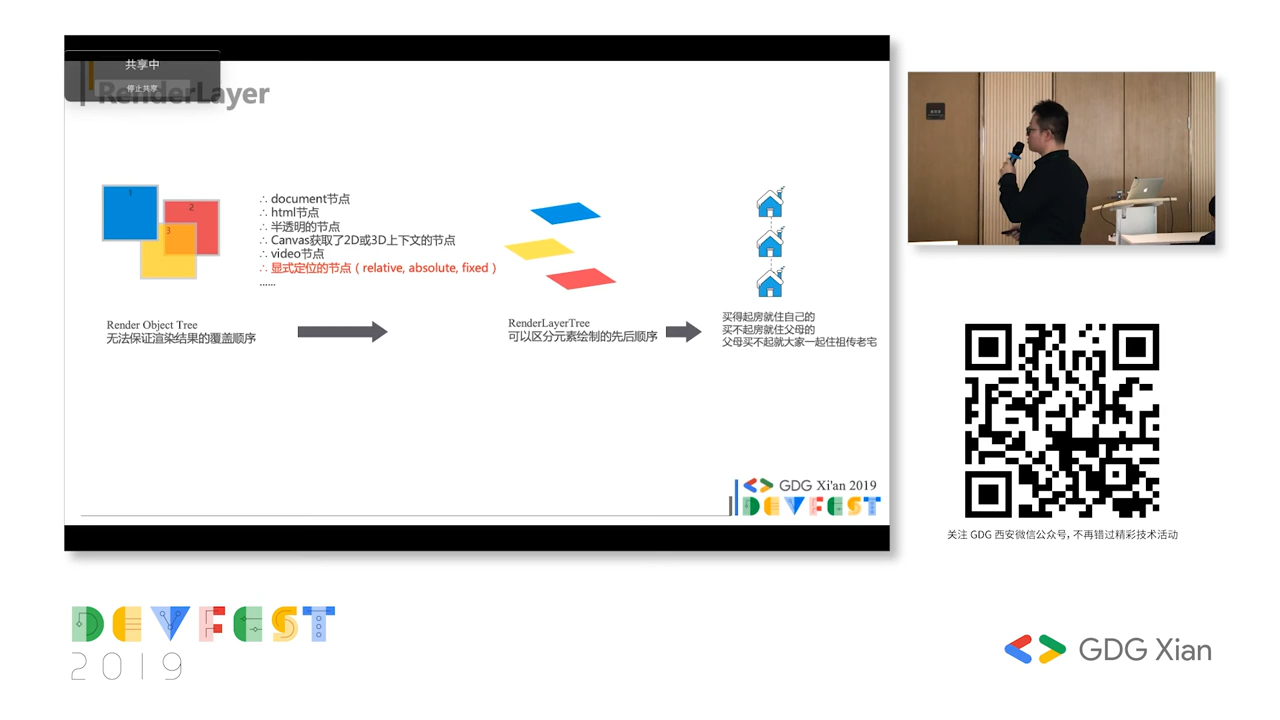 共享中
停止共享
RenderLayer
1
2
3
∴ document节点
∴ html节点
∴ 半透明的节点
∴ Canvas获取了2D或3D上下文的节点
∴ video节点
∴ 显式定位的节点（relative, absolute, fixed）
......
Render Object Tree
无法保证渲染结果的覆盖顺序
RenderLayerTree
可以区分元素绘制的先后顺序
买得起房就住自己的
买不起房就住父母的
父母买不起就大家一起住祖传老宅
GDG Xi'an 2019
DEVFEST
关注 GDG 西安微信公众号, 不再错过精彩技术活动
DEVFEST
2019
GDG Xian